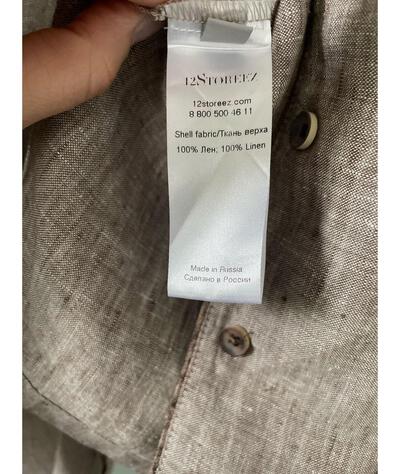 12STOREEZ
12storeez.com
8 800 500 46 11
Shell fabric/Ткань верха
100% Лен; 100% Linen
Made in Russia
Сделано в России